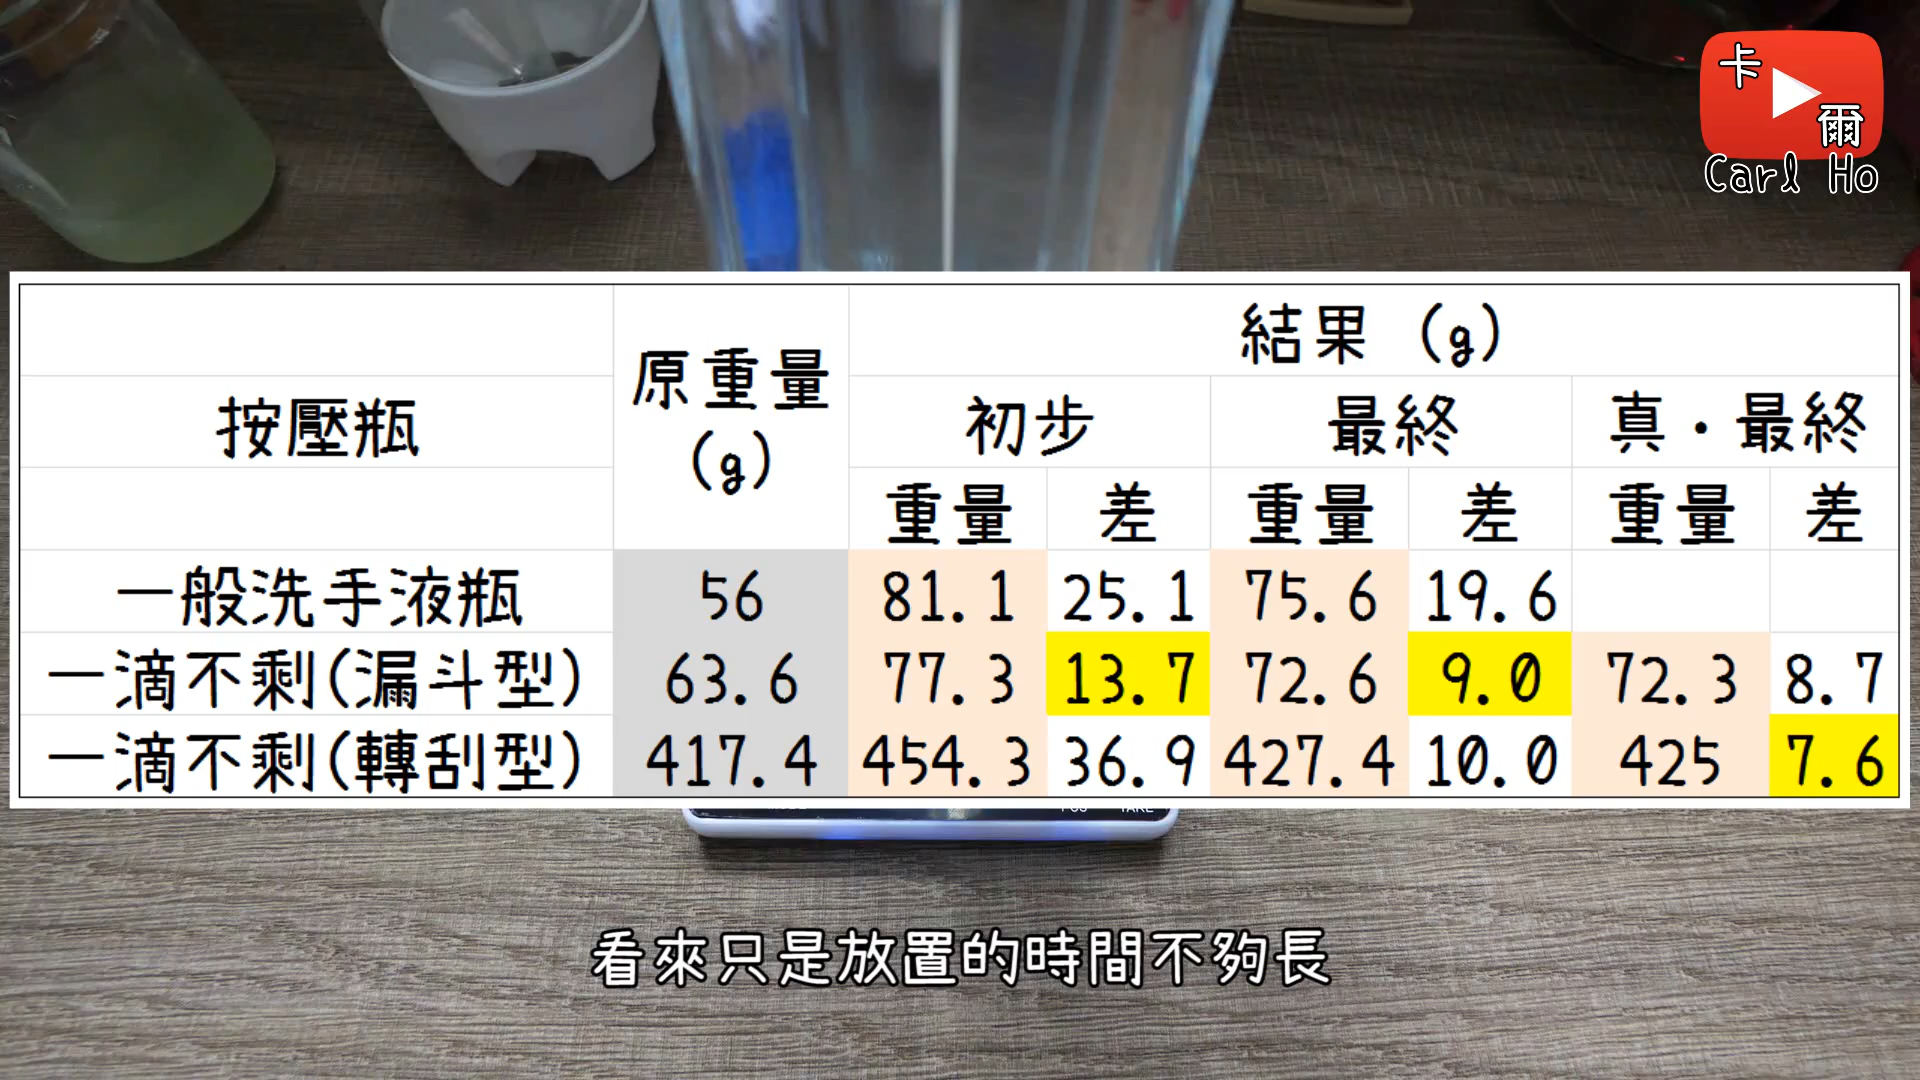 卡
爾
Carl Ho
結果 (g)
原重量
(g)
按壓瓶
初步 最終 真·最終
重量 差 重量 差 重量 差
一般洗手液瓶 56 81.1 25.1 75.6 19.6
一滴不剩(漏斗型) 63.6 77.3 13.7 72.6 9.0 72.3 8.7
一滴不剩(轉刮型) 417.4 454.3 36.9 427.4 10.0 425 7.6
看來只是放置的時間不夠長